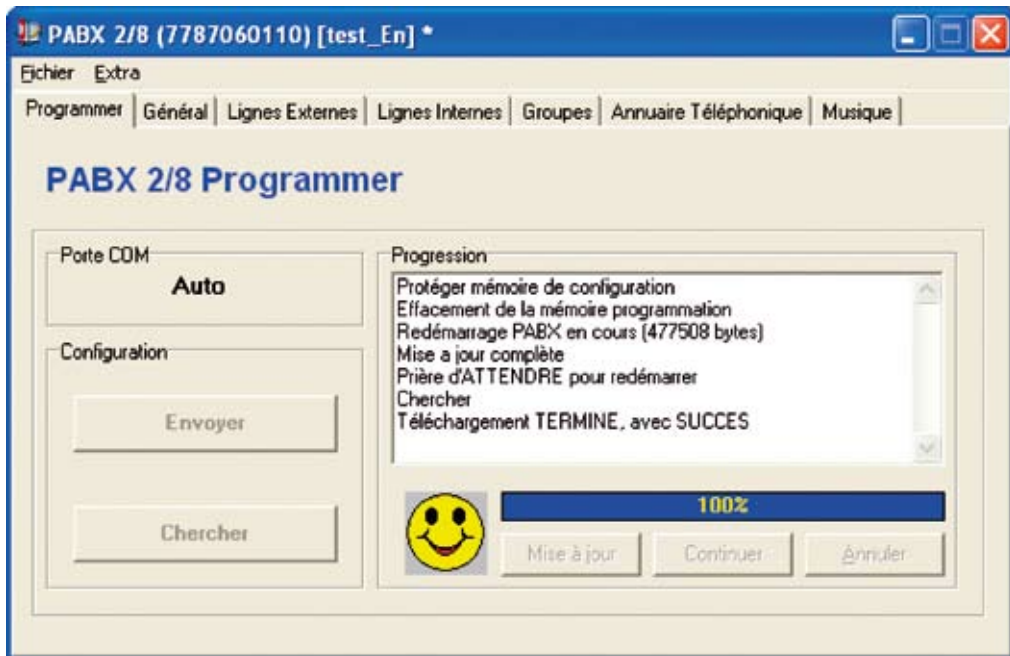 PABX 2/8 (7787060110) [test_En] *
Fichier Extra
Programmer Général Lignes Externes Lignes Internes Groupes Annuaire Téléphonique Musique
PABX 2/8 Programmer
Porte COM
Auto
Configuration
Envoyer
Chercher
Progression
Protéger mémoire de configuration
Effacement de la mémoire programmation
Redémarrage PABX en cours (477508 bytes)
Mise a jour complète
Prière d'ATTENDRE pour redémarrer
Chercher
Téléchargement TERMINE, avec SUCCES
100%
Mise à jour Continuer Annuler